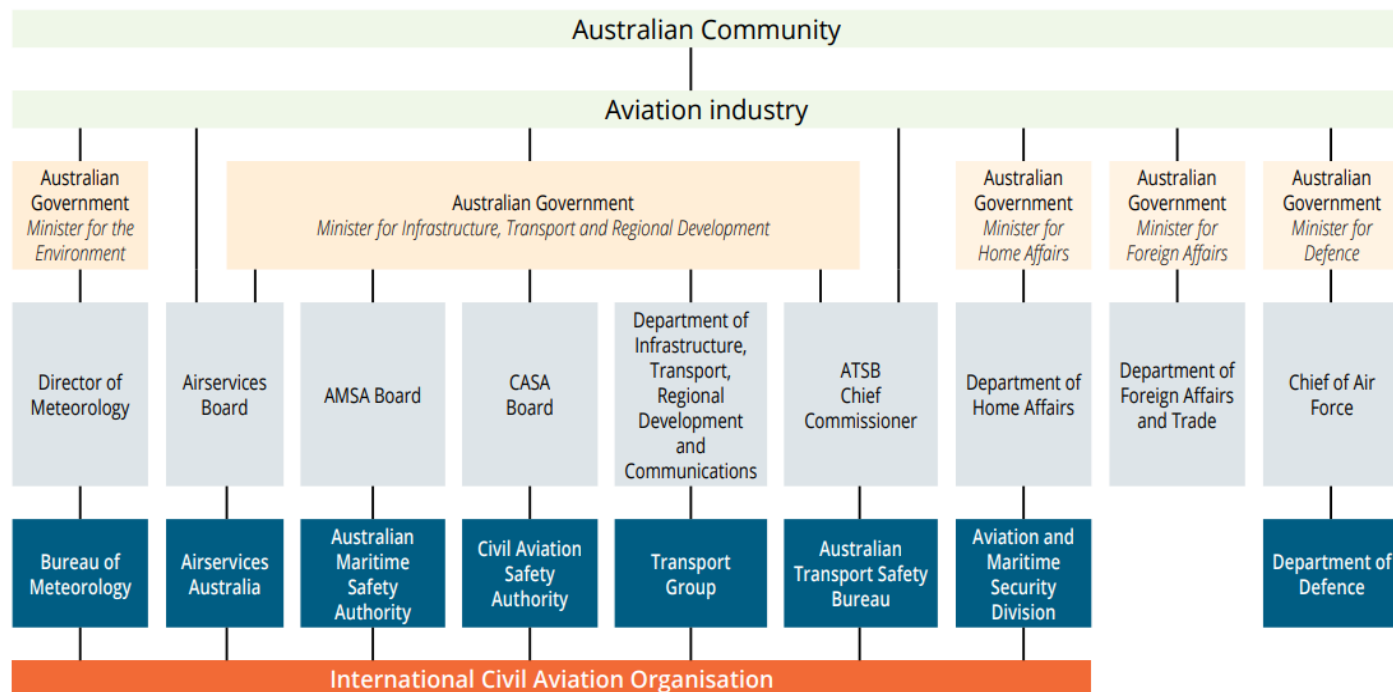 Australian Community
Aviation industry
Australian
Government
Minister for the
Environment
Australian Government
Minister for Infrastructure, Transport and Regional Development
Australian
Government
Minister for
Home Affairs
Australian
Government
Minister for
Foreign Affairs
Australian
Government
Minister for
Defence
Director of
Meteorology
Airservices
Board
AMSA Board
CASA
Board
Department of
Infrastructure,
Transport,
Regional
Development
and
Communications
ATSB
Chief
Commissioner
Department of
Home Affairs
Department of
Foreign Affairs
and Trade
Chief of Air
Force
Bureau of
Meteorology
Airservices
Australia
Australian
Maritime
Safety
Authority
Civil Aviation
Safety
Authority
Transport
Group
Australian
Transport Safety
Bureau
Aviation and
Maritime
Security
Division
Department of
Defence
International Civil Aviation Organisation